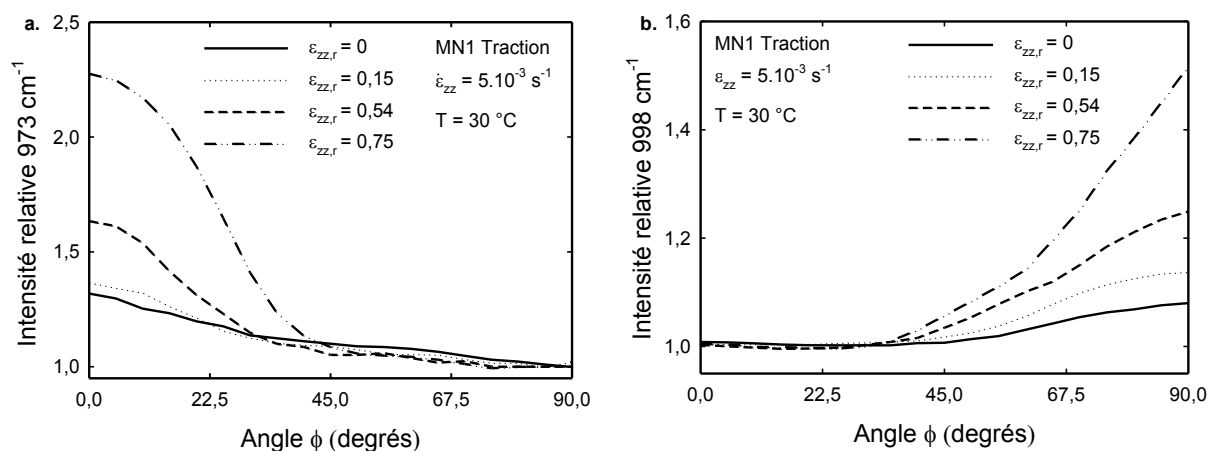 a.
2,5
2,0
1,5
1,0
Intensité relative 973 cm⁻¹
ε_zz,r = 0
ε_zz,r = 0,15
ε_zz,r = 0,54
ε_zz,r = 0,75
MN1 Traction
ε̇_zz = 5.10⁻³ s⁻¹
T = 30 °C
0,0 22,5 45,0 67,5 90,0
Angle ϕ (degrés)
b.
1,6
1,4
1,2
1,0
Intensité relative 998 cm⁻¹
MN1 Traction
ε_zz = 5.10⁻³ s⁻¹
T = 30 °C
ε_zz,r = 0
ε_zz,r = 0,15
ε_zz,r = 0,54
ε_zz,r = 0,75
0,0 22,5 45,0 67,5 90,0
Angle ϕ (degrés)